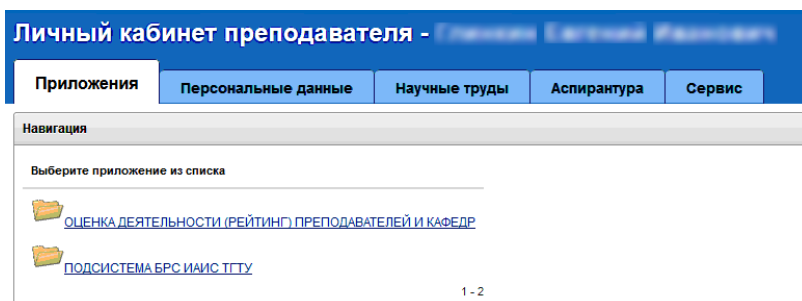 Личный кабинет преподавателя -
Приложения Персональные данные Научные труды Аспирантура Сервис
Навигация
Выберите приложение из списка
ОЦЕНКА ДЕЯТЕЛЬНОСТИ (РЕЙТИНГ) ПРЕПОДАВАТЕЛЕЙ И КАФЕДР
ПОДСИСТЕМА БРС ИАИС ТГТУ
1 - 2